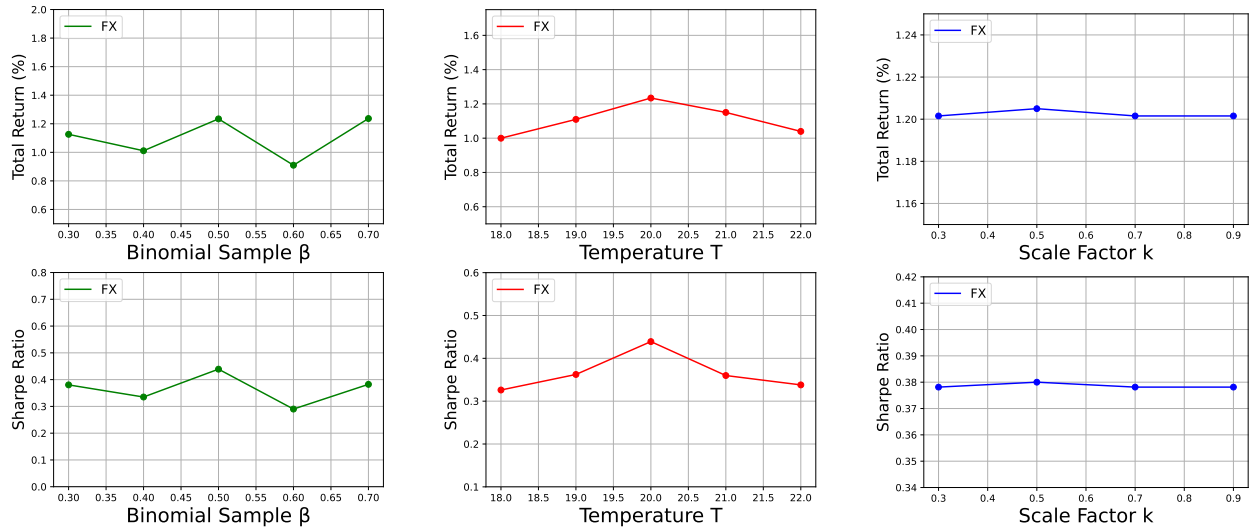 2.0
1.8
1.6
1.4
1.2
1.0
0.8
0.6
Total Return (%)
FX
0.30 0.35 0.40 0.45 0.50 0.55 0.60 0.65 0.70
Binomial Sample β
1.6
1.4
1.2
1.0
0.8
0.6
Total Return (%)
FX
18.0 18.5 19.0 19.5 20.0 20.5 21.0 21.5 22.0
Temperature T
1.24
1.22
1.20
1.18
1.16
Total Return (%)
FX
0.3 0.4 0.5 0.6 0.7 0.8 0.9
Scale Factor k
0.8
0.7
0.6
0.5
0.4
0.3
0.2
0.1
0.0
Sharpe Ratio
FX
0.30 0.35 0.40 0.45 0.50 0.55 0.60 0.65 0.70
Binomial Sample β
0.6
0.5
0.4
0.3
0.2
0.1
Sharpe Ratio
FX
18.0 18.5 19.0 19.5 20.0 20.5 21.0 21.5 22.0
Temperature T
0.42
0.41
0.40
0.39
0.38
0.37
0.36
0.35
0.34
Sharpe Ratio
FX
0.3 0.4 0.5 0.6 0.7 0.8 0.9
Scale Factor k